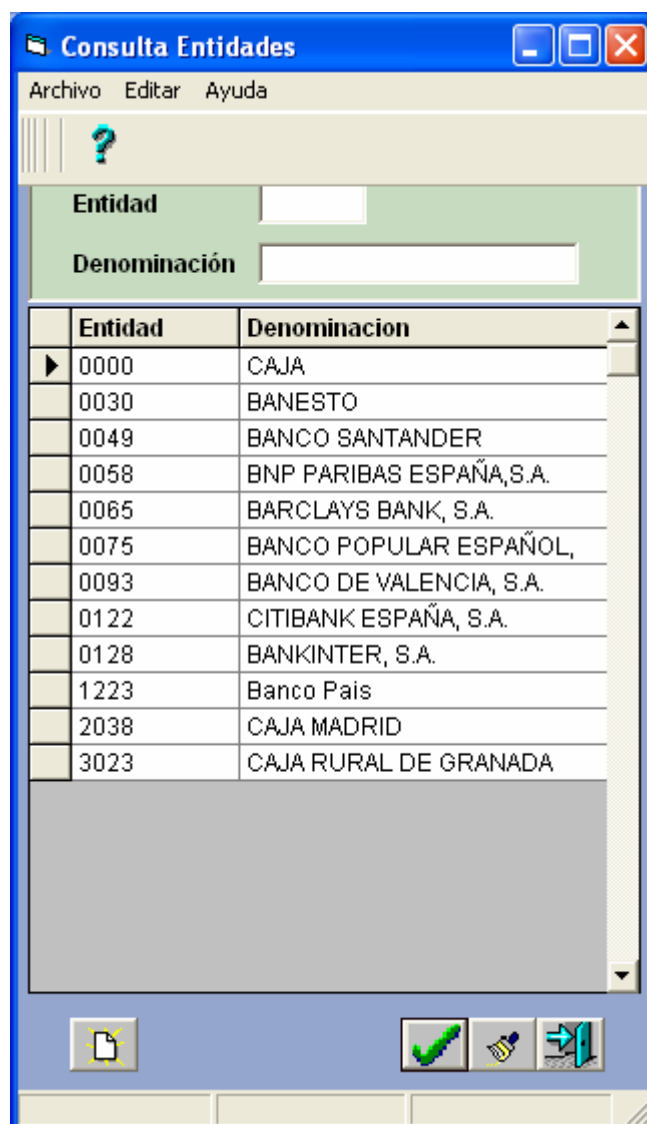 Consulta Entidades
Archivo Editar Ayuda
Entidad
Denominación
Entidad Denominacion
0000 CAJA
0030 BANESTO
0049 BANCO SANTANDER
0058 BNP PARIBAS ESPAÑA,S.A.
0065 BARCLAYS BANK, S.A.
0075 BANCO POPULAR ESPAÑOL,
0093 BANCO DE VALENCIA, S.A.
0122 CITIBANK ESPAÑA, S.A.
0128 BANKINTER, S.A.
1223 Banco Pais
2038 CAJA MADRID
3023 CAJA RURAL DE GRANADA